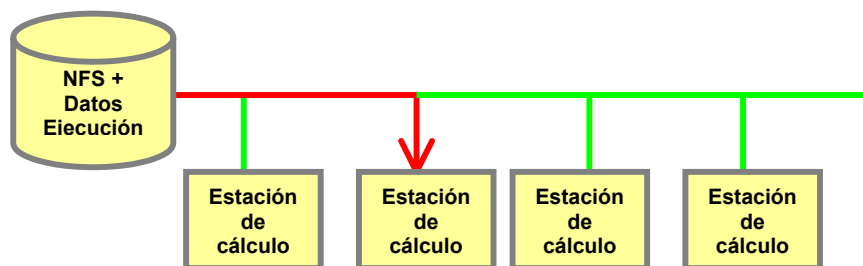 NFS +
Datos
Eiecución
Estación
de
cálculo
Estación
de
cálculo
Estación
de
cálculo
Estación
de
cálculo